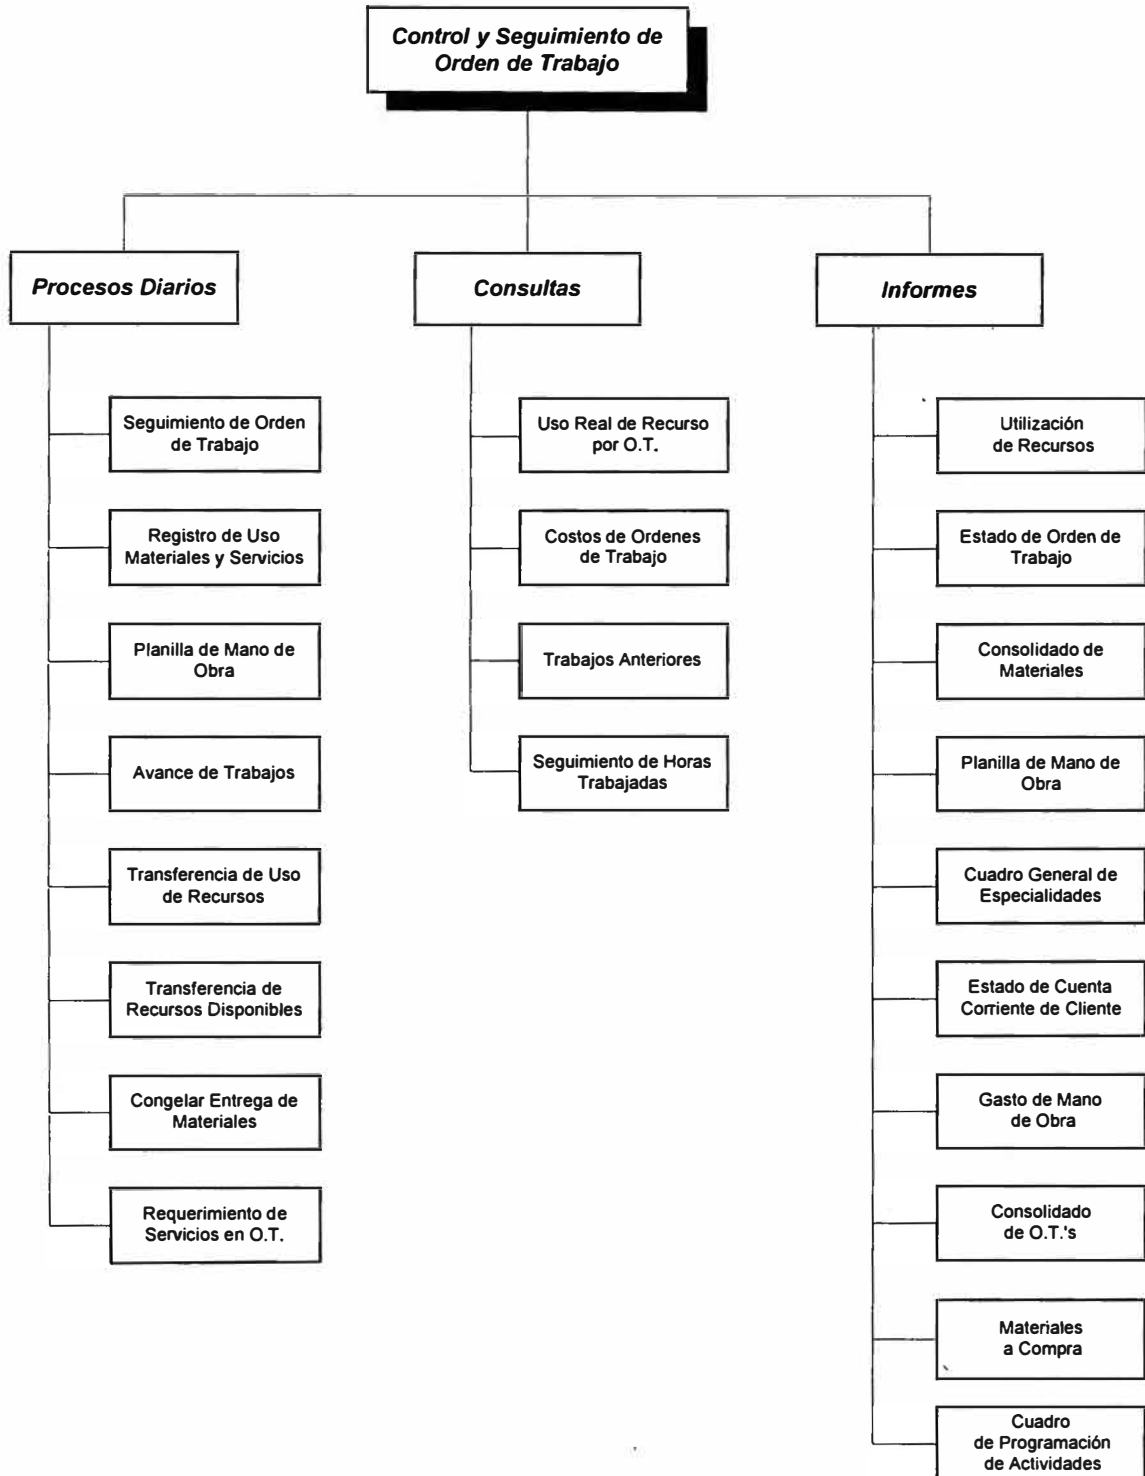 Control y Seguimiento de
Orden de Trabajo
Procesos Diarios
Seguimiento de Orden
de Trabajo
Registro de Uso
Materiales y Servicios
Planilla de Mano de
Obra
Avance de Trabajos
Transferencia de Uso
de Recursos
Transferencia de
Recursos Disponibles
Congelar Entrega de
Materiales
Requerimiento de
Servicios en O.T.
Consultas
Uso Real de Recurso
por O.T.
Costos de Ordenes
de Trabajo
Trabajos Anteriores
Seguimiento de Horas
Trabajadas
Informes
Utilización
de Recursos
Estado de Orden de
Trabajo
Consolidado de
Materiales
Planilla de Mano de
Obra
Cuadro General de
Especialidades
Estado de Cuenta
Corriente de Cliente
Gasto de Mano
de Obra
Consolidado
de O.T.'s
Materiales
a Compra
Cuadro
de Programación
de Actividades